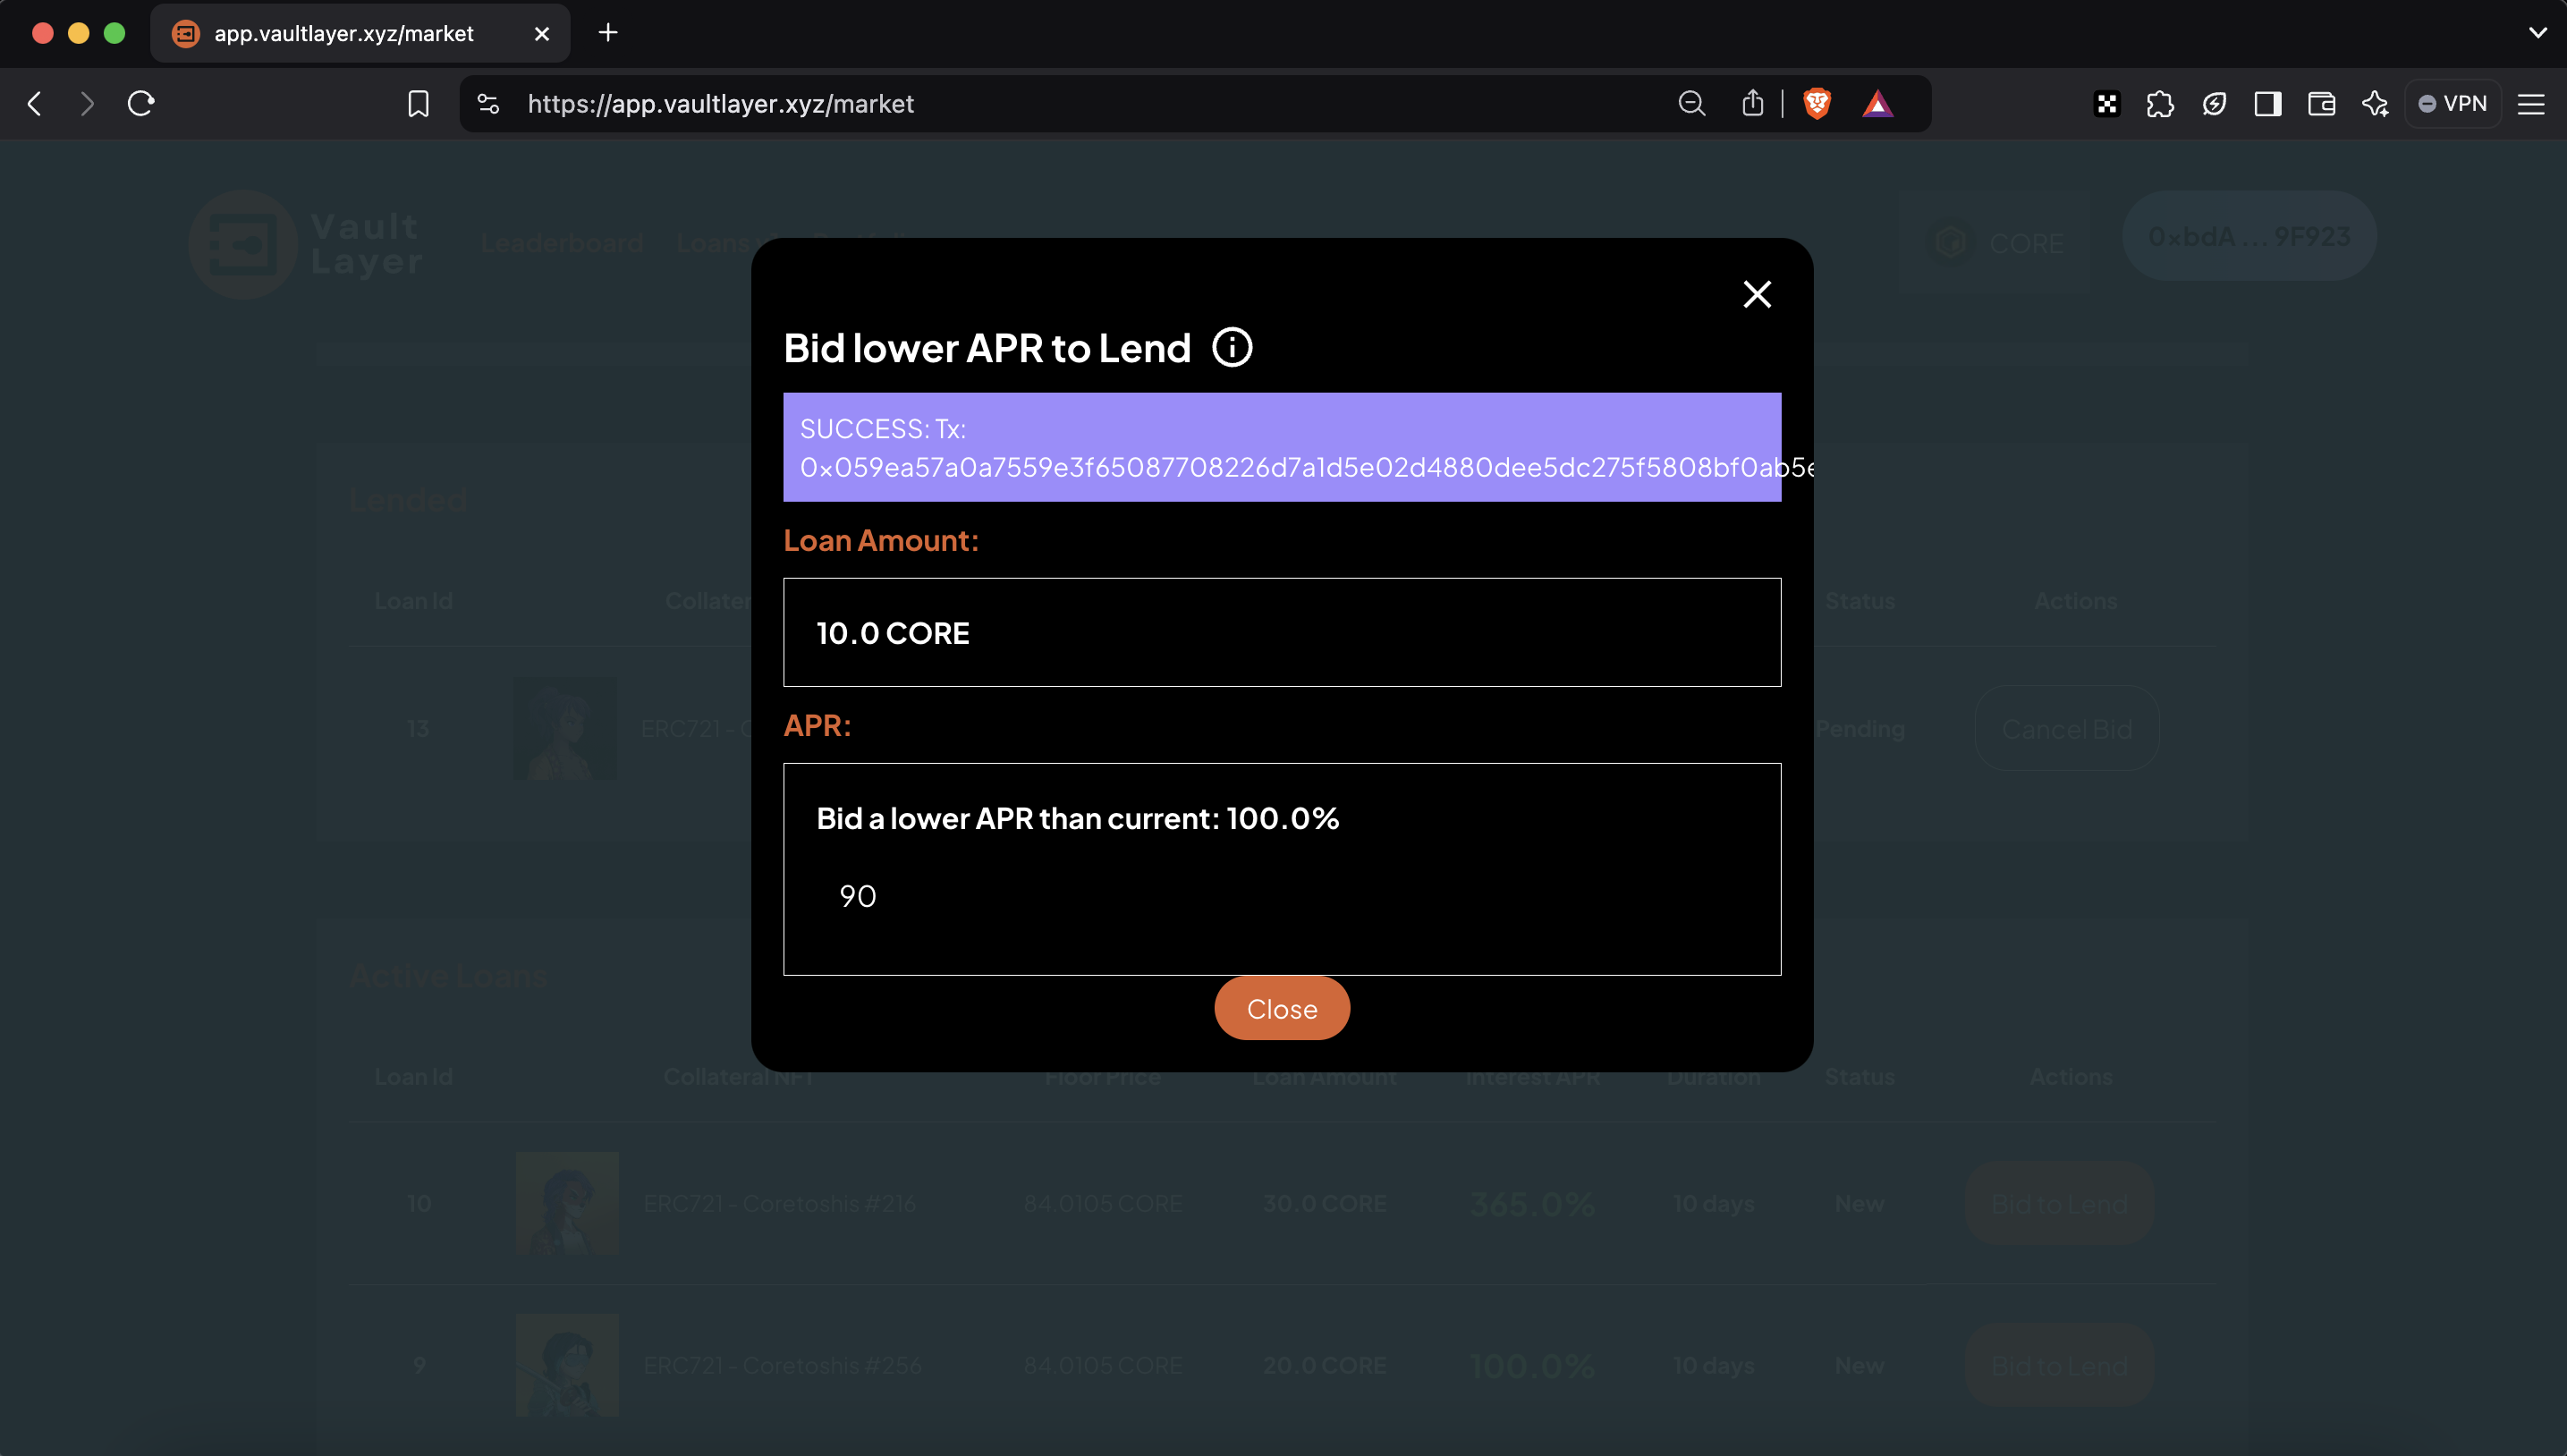 app.vaultlayer.xyz/market
https://app.vaultlayer.xyz/market
VPN
Vault
Layer
Leaderboard
Loans
CORE
0xbdA ... 9F923
Bid lower APR to Lend
SUCCESS: Tx:
0x059ea57a0a7559e3f65087708226d7a1d5e02d4880dee5dc275f5808bf0ab5e
Loan Amount:
10.0 CORE
APR:
Bid a lower APR than current: 100.0%
90
Close
Lended
Loan Id Status Actions
13 ERC721 - Pending Cancel Bid
Active Loans
Loan Id Collateral NFT Floor Price Loan Amount Interest APR Duration Status Actions
10 ERC721 - Coretoshis #216 84.0105 CORE 30.0 CORE 365.0% 10 days New Bid to Lend
9 ERC721 - Coretoshis #256 84.0105 CORE 20.0 CORE 100.0% 10 days New Bid to Lend